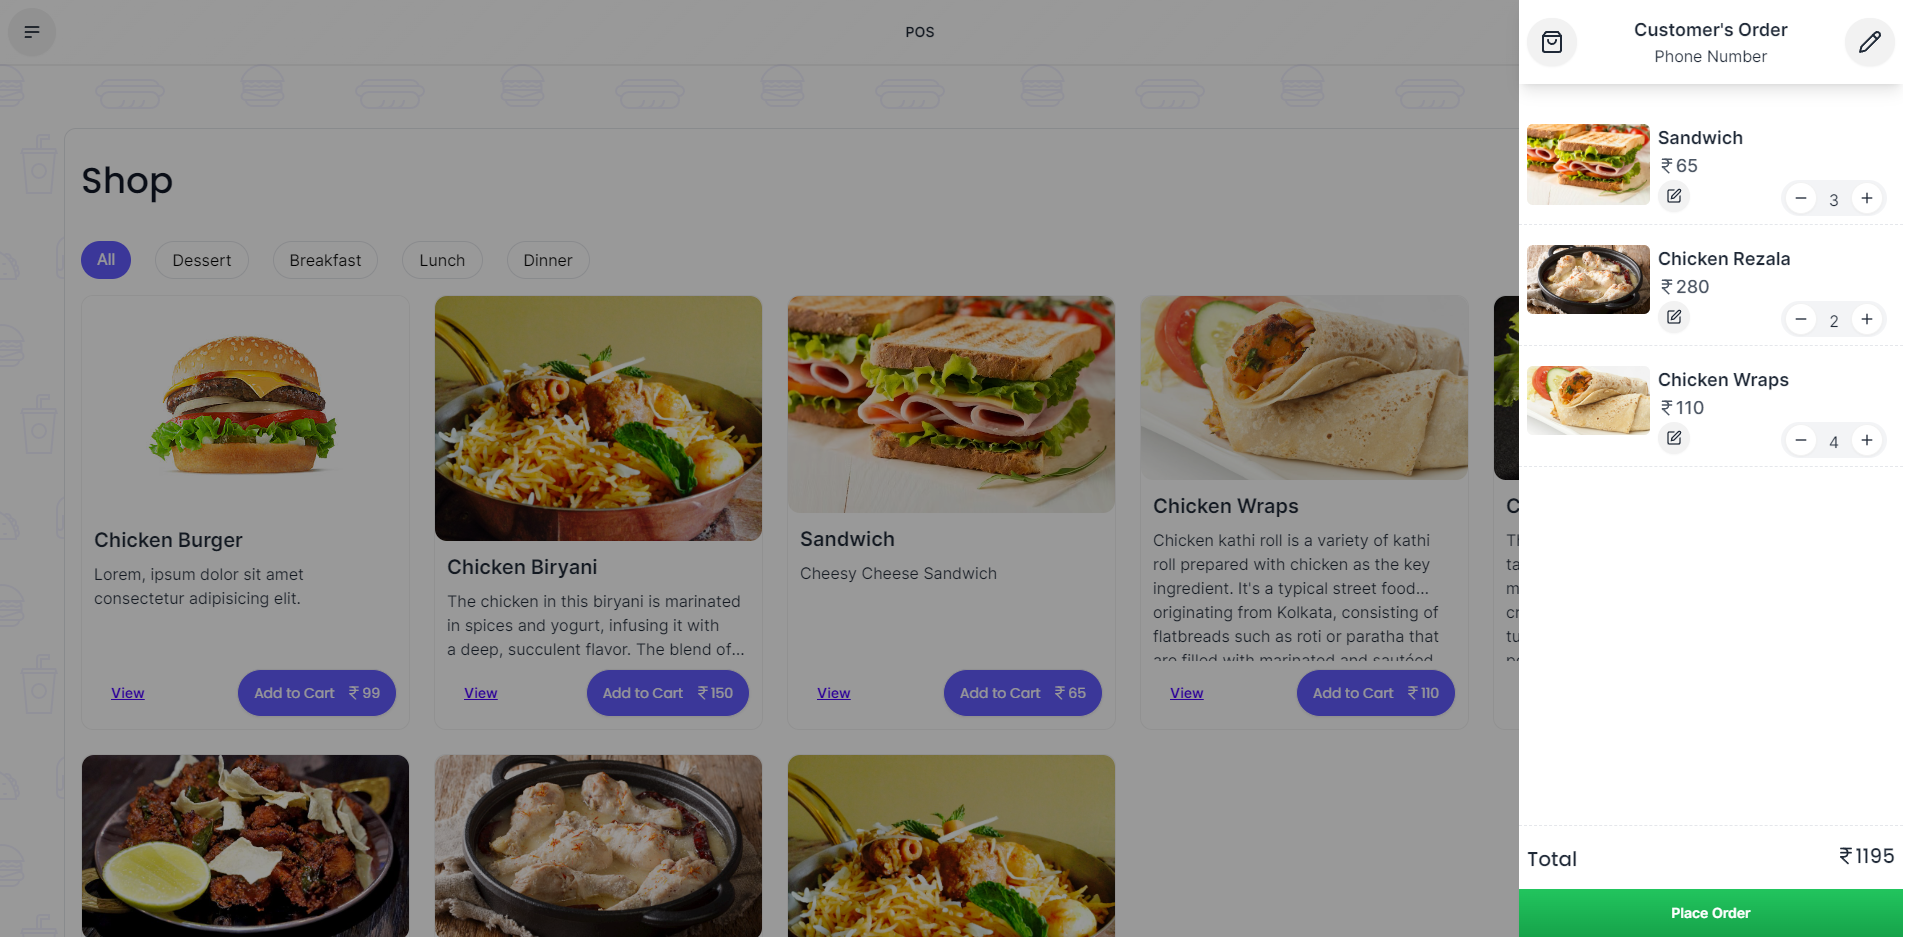 POS
Shop
All
Dessert
Breakfast
Lunch
Dinner
Chicken Burger
Lorem, ipsum dolor sit amet
consectetur adipisicing elit.
View
Add to Cart ₹ 99
Chicken Biryani
The chicken in this biryani is marinated
in spices and yogurt, infusing it with
a deep, succulent flavor. The blend of...
View
Add to Cart ₹ 150
Sandwich
Cheesy Cheese Sandwich
View
Add to Cart ₹ 65
Chicken Wraps
Chicken kathi roll is a variety of kathi
roll prepared with chicken as the key
ingredient. It's a typical street food...
originating from Kolkata, consisting of
flatbreads such as roti or paratha that
are filled with marinated and sautéed
View
Add to Cart ₹ 110
Customer's Order
Phone Number
Sandwich
₹ 65
3
Chicken Rezala
₹ 280
2
Chicken Wraps
₹ 110
4
Total
₹ 1195
Place Order